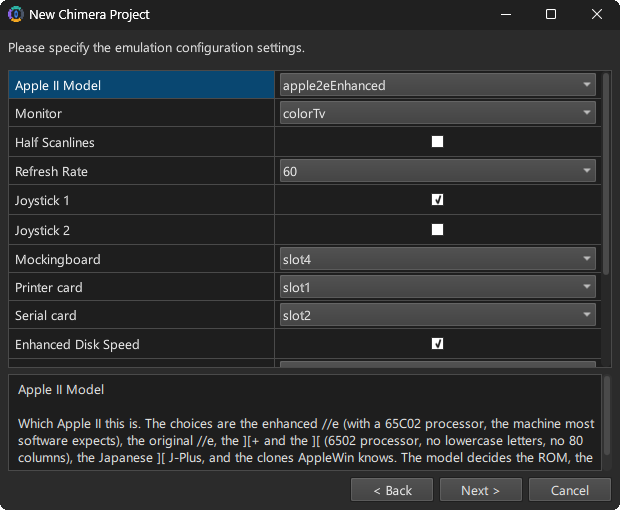 New Chimera Project
Please specify the emulation configuration settings.
Apple II Model apple2eEnhanced
Monitor colorTv
Half Scanlines
Refresh Rate 60
Joystick 1
Joystick 2
Mockingboard slot4
Printer card slot1
Serial card slot2
Enhanced Disk Speed
Apple II Model
Which Apple II this is. The choices are the enhanced //e (with a 65C02 processor, the machine most
software expects), the original //e, the ][+ and the ][ (6502 processor, no lowercase letters, no 80
columns), the Japanese ][ J-Plus, and the clones AppleWin knows. The model decides the ROM, the
< Back Next > Cancel